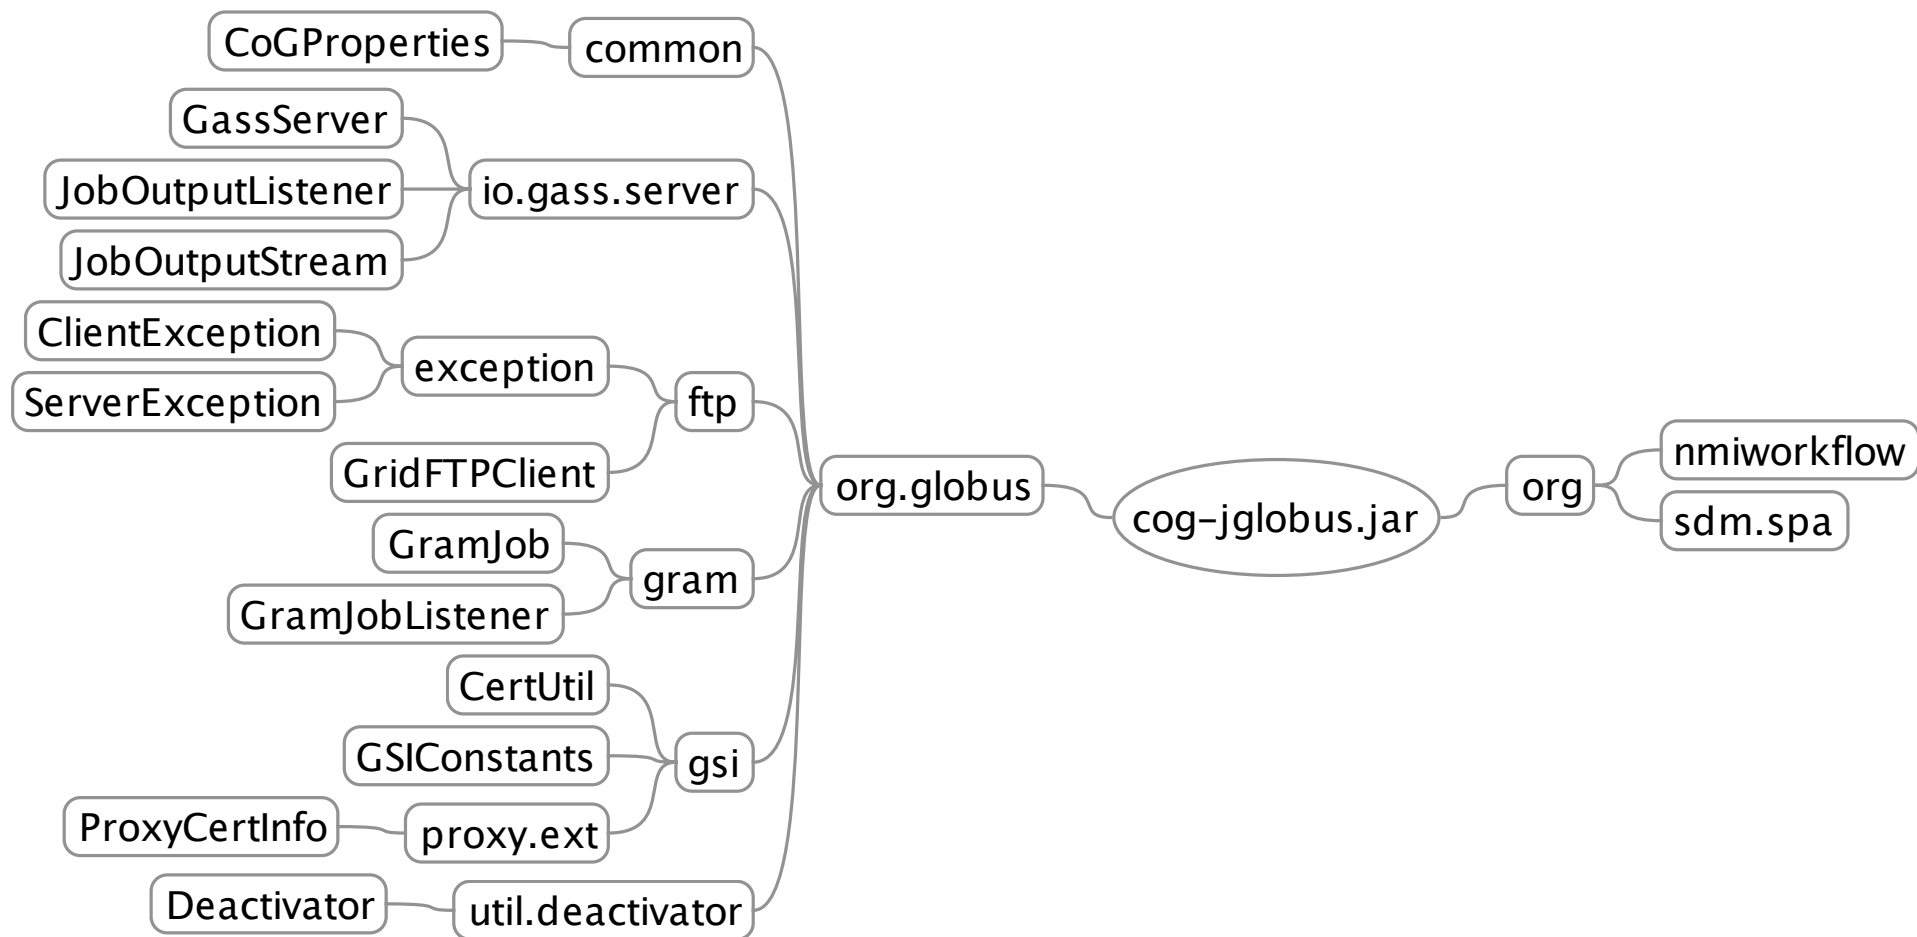 CoGProperties
common
GassServer
JobOutputListener
io.gass.server
JobOutputStream
ClientException
exception
ServerException
ftp
GridFTPClient
org.globus
cog-jglobus.jar
org
nmiworkflow
sdm.spa
GramJob
gram
GramJobListener
CertUtil
GSIConstants
gsi
ProxyCertInfo
proxy.ext
Deactivator
util.deactivator